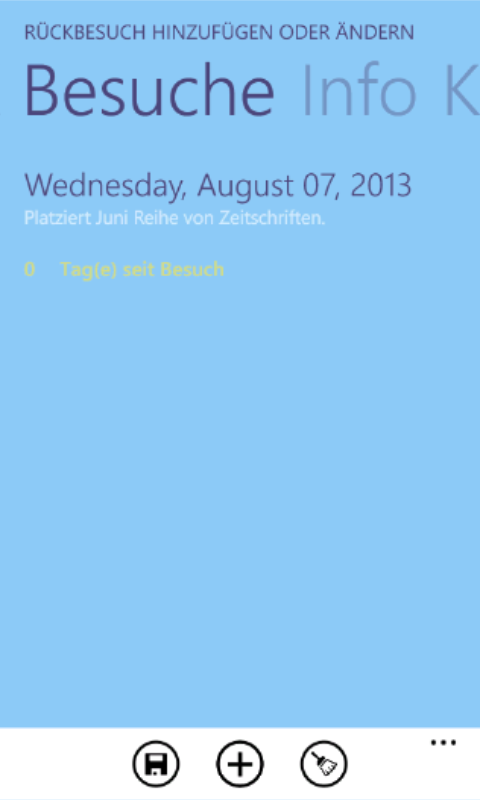 RÜCKBESUCH HINZUFÜGEN ODER ÄNDERN
Besuche Info K
Wednesday, August 07, 2013
Platziert Juni Reihe von Zeitschriften.
0 Tag(e) seit Besuch